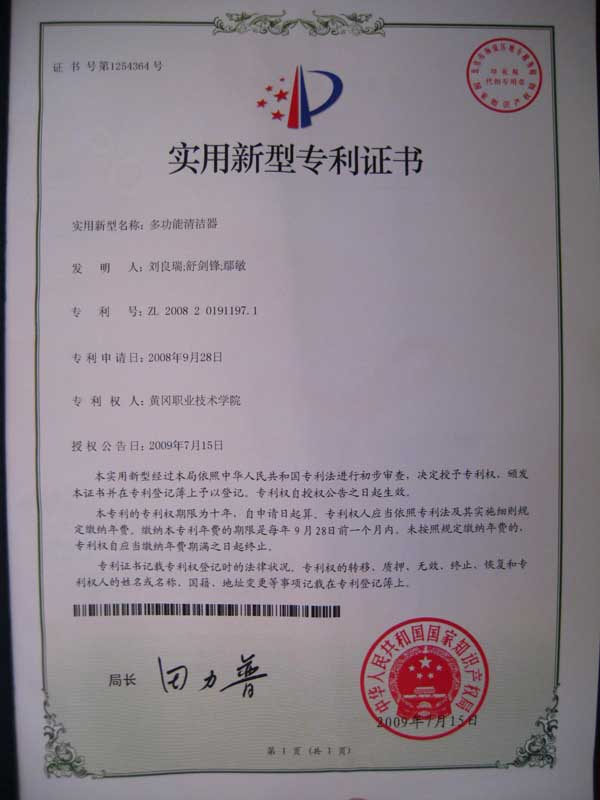 证书号第1254364号
实用新型专利证书
实用新型名称：多功能清洁器
发明人：刘良瑞;舒剑锋;鄢敏
专利号：ZL 2008 2 0191197.1
专利申请日：2008年9月28日
专利权人：黄冈职业技术学院
授权公告日：2009年7月15日
本实用新型经过本局依照中华人民共和国专利法进行初步审查，决定授予专利权，颁发
本证书并在专利登记簿上予以登记。专利权自授权公告之日起生效。
本专利的专利权期限为十年，自申请日起算。专利权人应当依照专利法及其实施细则规
定缴纳年费。缴纳本专利年费的期限是每年9月28日前一个月内。未按照规定缴纳年费的，
专利权自应当缴纳年费期满之日起终止。
专利证书记载专利权登记时的法律状况。专利权的转移、质押、无效、终止、恢复和专
利权人的姓名或名称、国籍、地址变更等事项记载在专利登记簿上。
局长 田力普
中华人民共和国国家知识产权局
2009年7月15日
第1页（共1页）